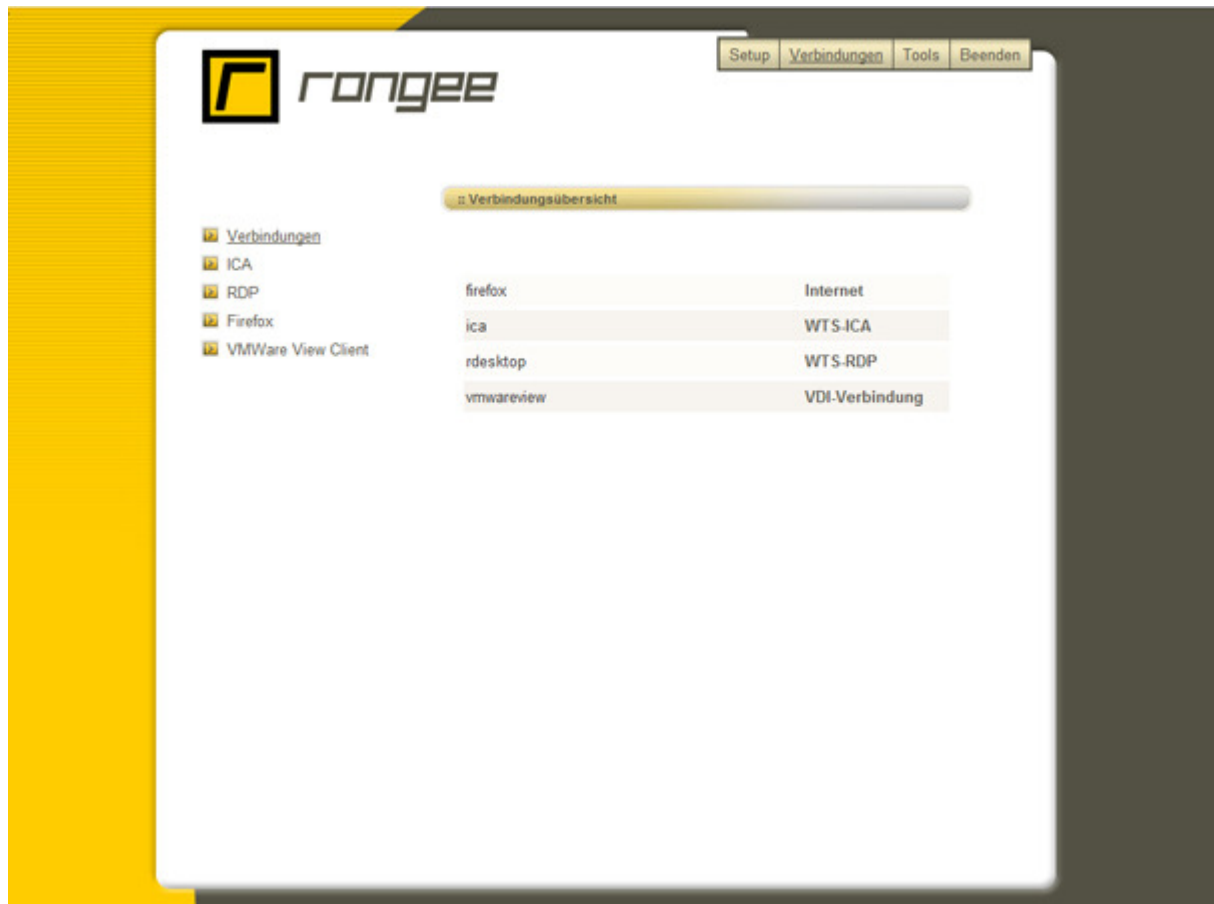 rangee
Setup Verbindungen Tools Beenden
:: Verbindungsübersicht
Verbindungen
ICA
RDP
Firefox
VMWare View Client
firefox Internet
ica WTS-ICA
rdesktop WTS-RDP
vmwareview VDI-Verbindung